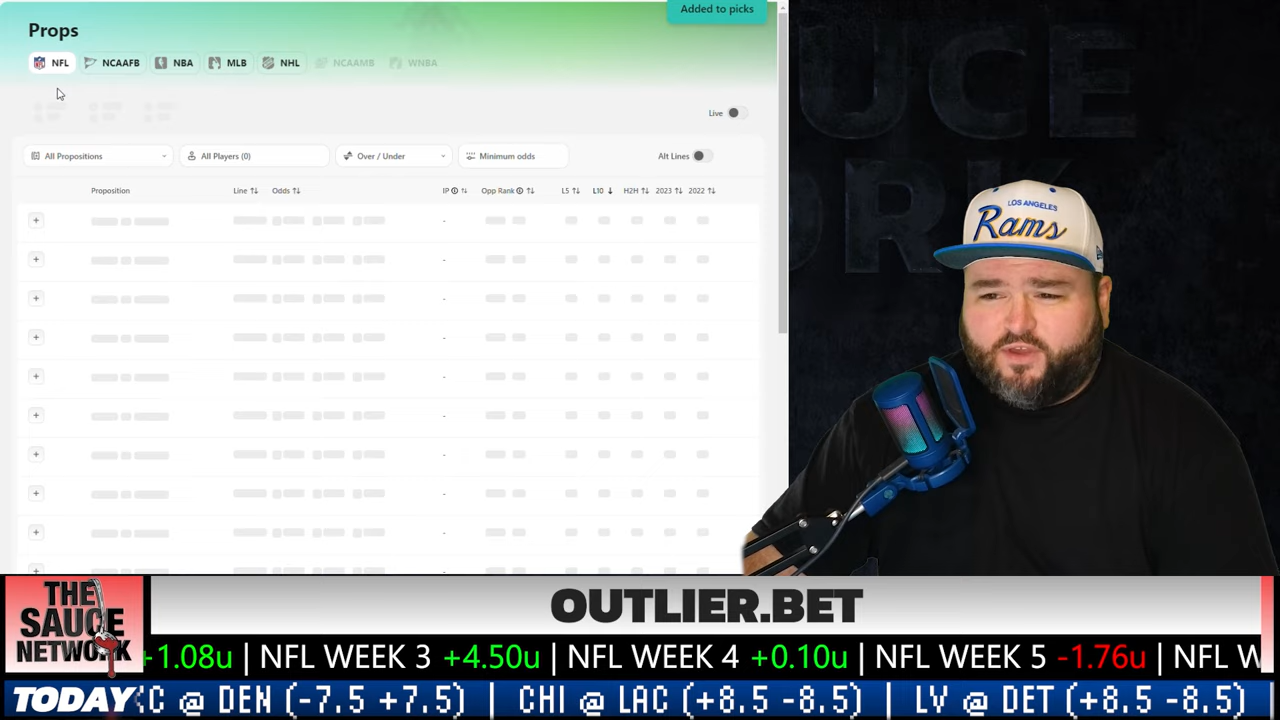 Added to picks
Props
NFL NCAAFB NBA MLB NHL NCAAMB WNBA
Live
All Propositions All Players (0) Over / Under Minimum odds Alt Lines
Proposition Line Odds IP Opp Rank L5 L10 H2H 2023 2022
LOS ANGELES
Rams
UCE
ORK
THE
SAUCE
NETWORK
OUTLIER.BET
+1.08u | NFL WEEK 3 +4.50u | NFL WEEK 4 +0.10u | NFL WEEK 5 -1.76u | NFL W
TODAY KC @ DEN (-7.5 +7.5) | CHI @ LAC (+8.5 -8.5) | LV @ DET (+8.5 -8.5)